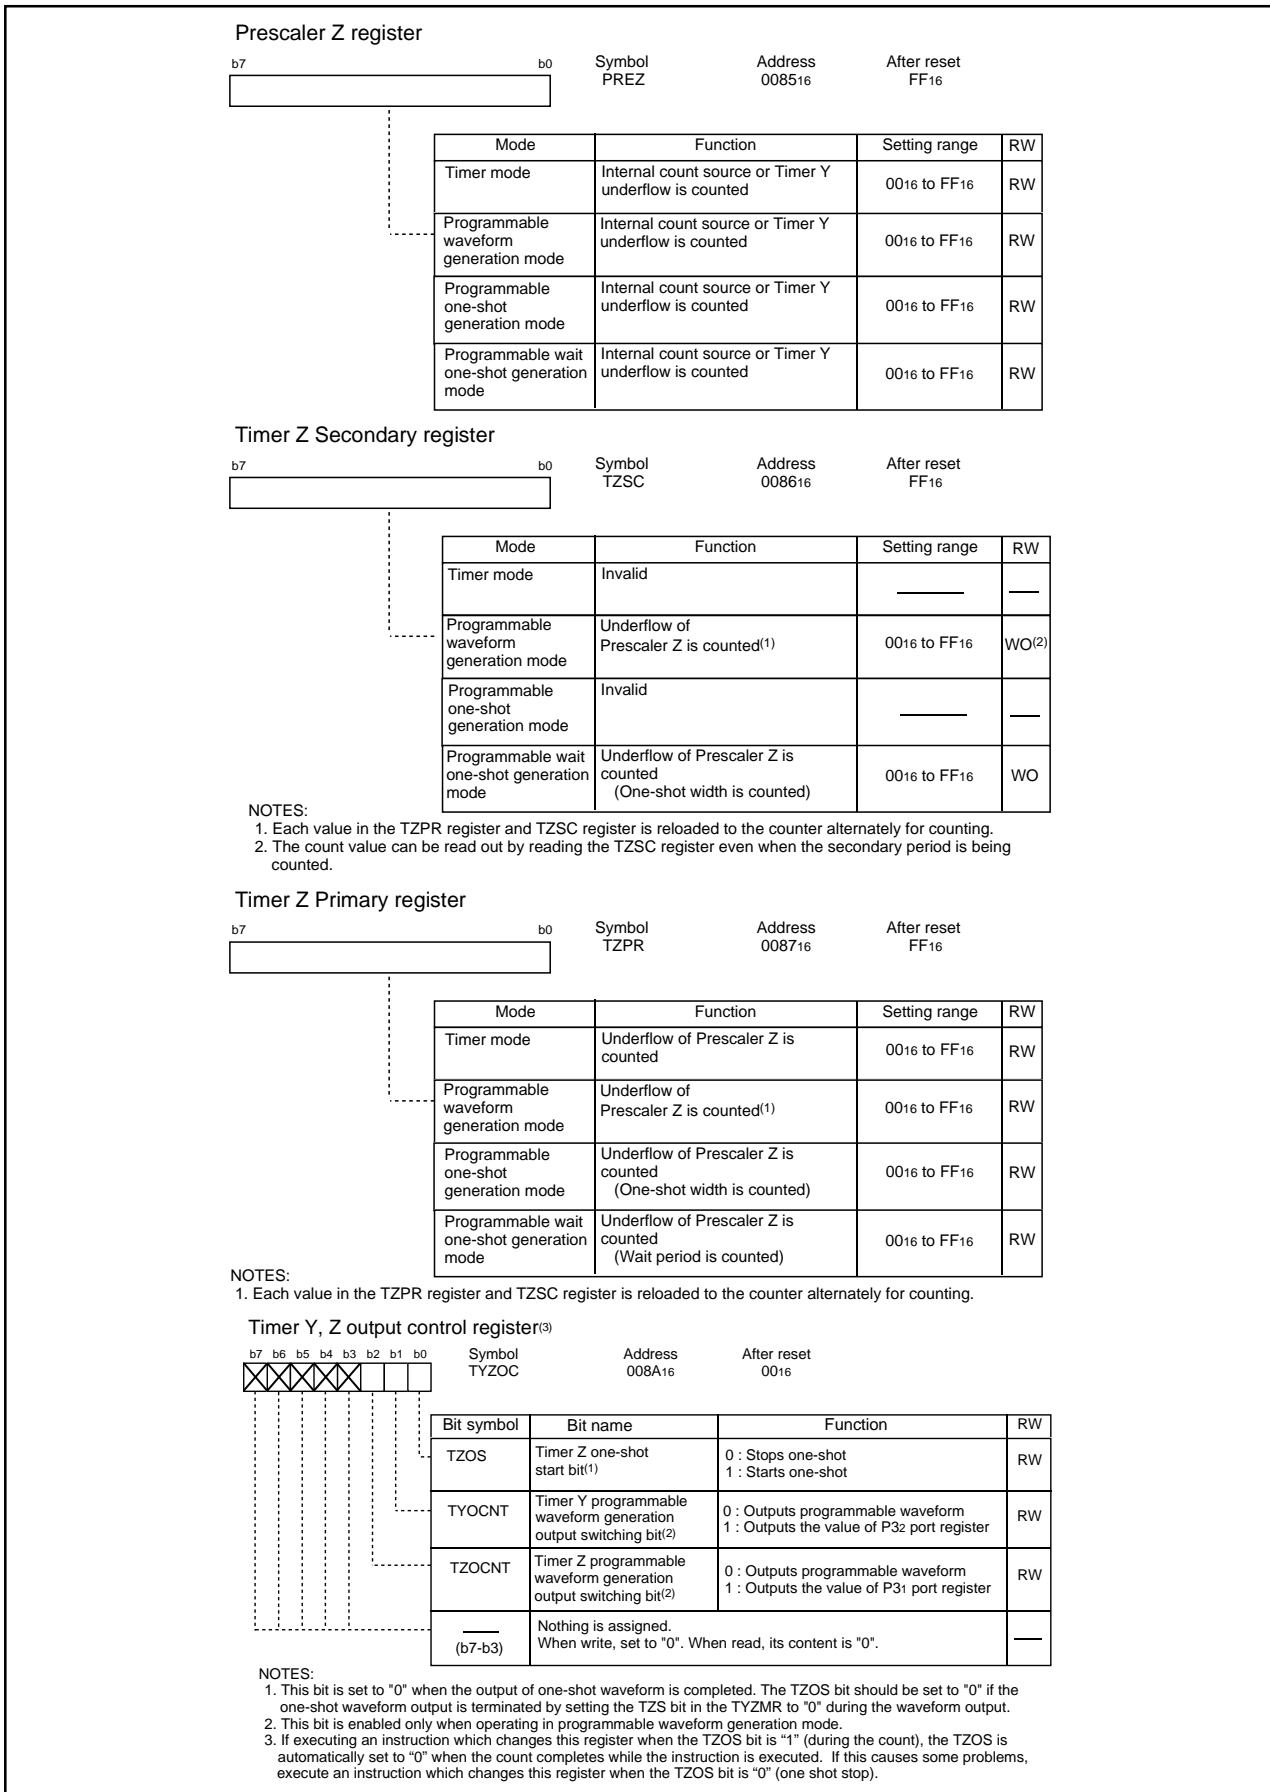 Prescaler Z register
b7 b0 Symbol Address After reset
PREZ 008516 FF16
Mode Function Setting range RW
Timer mode Internal count source or Timer Y
underflow is counted 0016 to FF16 RW
Programmable Internal count source or Timer Y
waveform underflow is counted 0016 to FF16 RW
generation mode
Programmable Internal count source or Timer Y
one-shot underflow is counted 0016 to FF16 RW
generation mode
Programmable wait Internal count source or Timer Y
one-shot generation underflow is counted 0016 to FF16 RW
mode
Timer Z Secondary register
b7 b0 Symbol Address After reset
TZSC 008616 FF16
Mode Function Setting range RW
Timer mode Invalid
Programmable Underflow of
waveform Prescaler Z is counted(1) 0016 to FF16 WO(2)
generation mode
Programmable Invalid
one-shot
generation mode
Programmable wait Underflow of Prescaler Z is
one-shot generation counted 0016 to FF16 WO
mode (One-shot width is counted)
NOTES:
1. Each value in the TZPR register and TZSC register is reloaded to the counter alternately for counting.
2. The count value can be read out by reading the TZSC register even when the secondary period is being
counted.
Timer Z Primary register
b7 b0 Symbol Address After reset
TZPR 008716 FF16
Mode Function Setting range RW
Timer mode Underflow of Prescaler Z is
counted 0016 to FF16 RW
Programmable Underflow of
waveform Prescaler Z is counted(1) 0016 to FF16 RW
generation mode
Programmable Underflow of Prescaler Z is
one-shot counted 0016 to FF16 RW
generation mode (One-shot width is counted)
Programmable wait Underflow of Prescaler Z is
one-shot generation counted 0016 to FF16 RW
mode (Wait period is counted)
NOTES:
1. Each value in the TZPR register and TZSC register is reloaded to the counter alternately for counting.
Timer Y, Z output control register(3)
b7 b6 b5 b4 b3 b2 b1 b0 Symbol Address After reset
TYZOC 008A16 0016
Bit symbol Bit name Function RW
TZOS Timer Z one-shot 0 : Stops one-shot RW
start bit(1) 1 : Starts one-shot
TYOCNT Timer Y programmable
waveform generation 0 : Outputs programmable waveform RW
output switching bit(2) 1 : Outputs the value of P32 port register
TZOCNT Timer Z programmable
waveform generation 0 : Outputs programmable waveform RW
output switching bit(2) 1 : Outputs the value of P31 port register
Nothing is assigned.
(b7-b3) When write, set to "0". When read, its content is "0".
NOTES:
1. This bit is set to "0" when the output of one-shot waveform is completed. The TZOS bit should be set to "0" if the
one-shot waveform output is terminated by setting the TZS bit in the TYZMR to "0" during the waveform output.
2. This bit is enabled only when operating in programmable waveform generation mode.
3. If executing an instruction which changes this register when the TZOS bit is “1” (during the count), the TZOS is
automatically set to “0” when the count completes while the instruction is executed. If this causes some problems,
execute an instruction which changes this register when the TZOS bit is “0” (one shot stop).